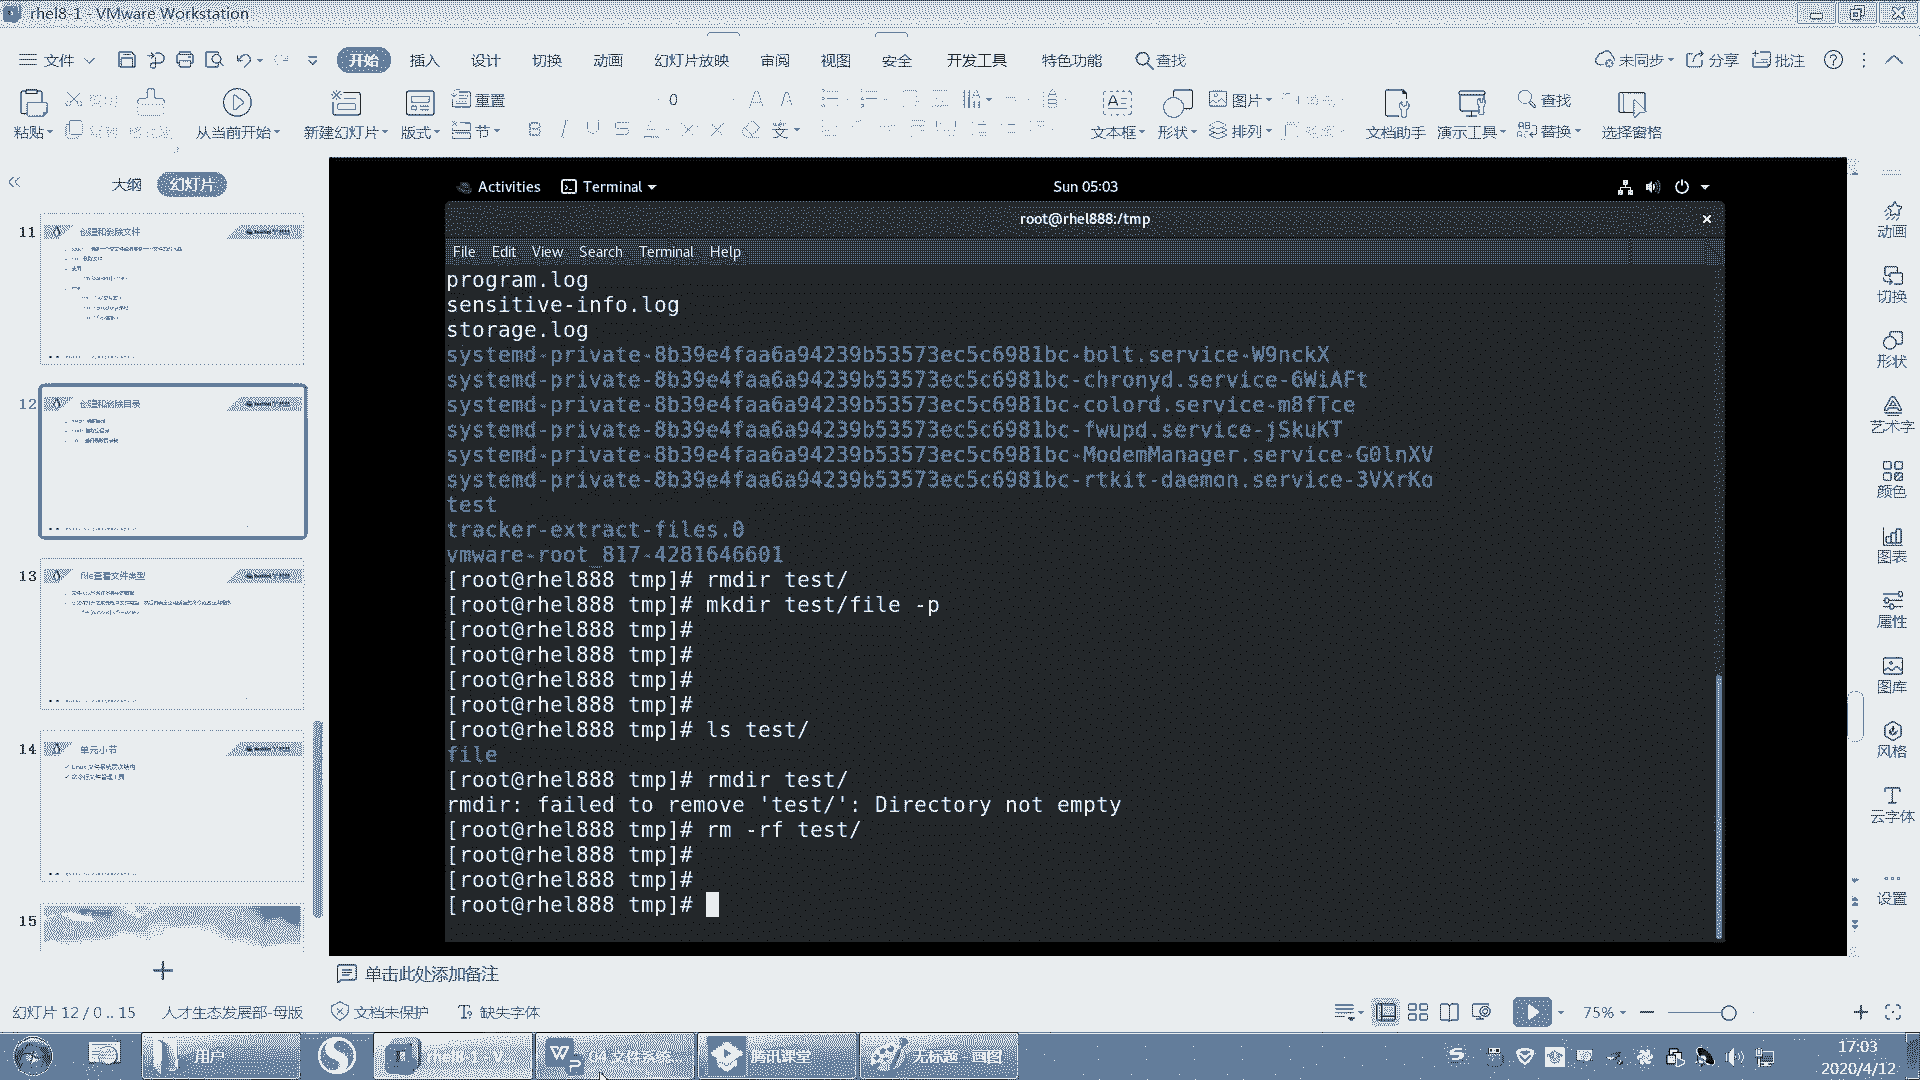 rhel8-1 - VMware Workstation
文件 开始 插入 设计 切换 动画 幻灯片放映 审阅 视图 安全 开发工具 特色功能 查找 未同步 分享 批注
重置 0 图片 查找
粘贴 从当前开始 新建幻灯片 版式 节 文本框 形状 排列 文档助手 演示工具 替换 选择窗格
大纲 幻灯片
11 创建和删除文件
12 创建和删除目录
13 file查看文件类型
14 单元小节
15
Activities Terminal Sun 05:03
root@rhel888:/tmp
File Edit View Search Terminal Help
program.log
sensitive-info.log
storage.log
systemd-private-8b39e4faa6a94239b53573ec5c6981bc-bolt.service-W9nckX
systemd-private-8b39e4faa6a94239b53573ec5c6981bc-chronyd.service-6WiAFt
systemd-private-8b39e4faa6a94239b53573ec5c6981bc-colord.service-m8fTce
systemd-private-8b39e4faa6a94239b53573ec5c6981bc-fwupd.service-jSkuKT
systemd-private-8b39e4faa6a94239b53573ec5c6981bc-ModemManager.service-G0lnXV
systemd-private-8b39e4faa6a94239b53573ec5c6981bc-rtkit-daemon.service-3VXrKo
test
tracker-extract-files.0
vmware-root_817-4281646601
[root@rhel888 tmp]# rmdir test/
[root@rhel888 tmp]# mkdir test/file -p
[root@rhel888 tmp]#
[root@rhel888 tmp]#
[root@rhel888 tmp]#
[root@rhel888 tmp]#
[root@rhel888 tmp]# ls test/
file
[root@rhel888 tmp]# rmdir test/
rmdir: failed to remove 'test/': Directory not empty
[root@rhel888 tmp]# rm -rf test/
[root@rhel888 tmp]#
[root@rhel888 tmp]#
[root@rhel888 tmp]#
动画
切换
形状
艺术字
颜色
图表
属性
图库
风格
云字体
设置
单击此处添加备注
幻灯片 12 / 0 .. 15 人才生态发展部-母版 文档未保护 缺失字体 75%
用户 rhel8-1 - V... 04 文件系统... 腾讯课堂 无标题 - 画图
17:03
2020/4/12